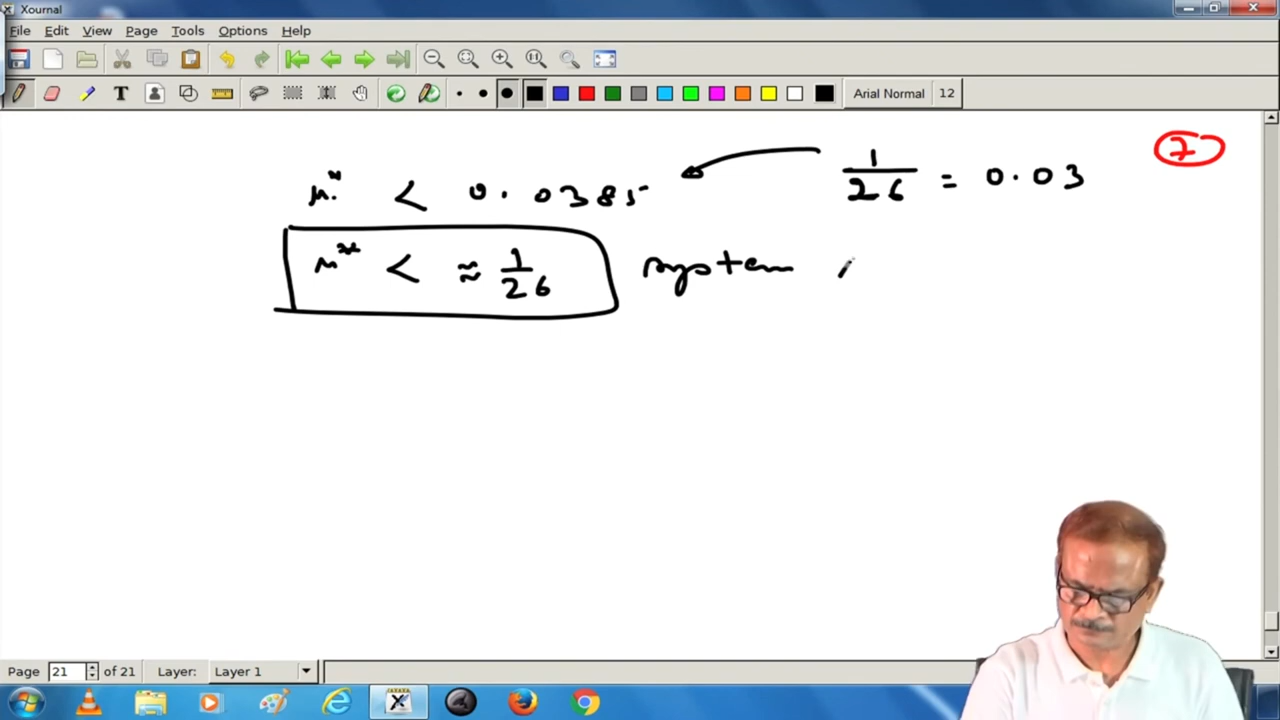 Xournal
File Edit View Page Tools Options Help
Arial Normal 12
7
μ* < 0.0385 1/26 = 0.03
μ* < ≈ 1/26 system
Page 21 of 21 Layer: Layer 1